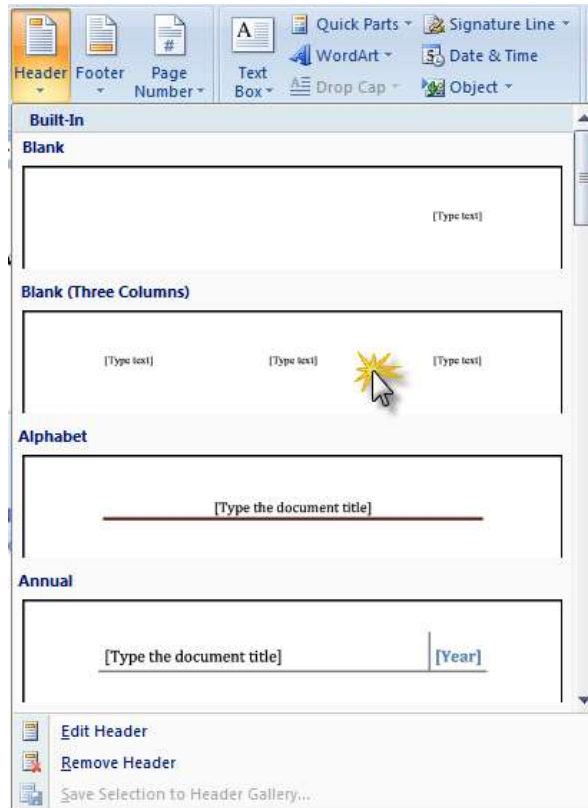 Header
Footer
Page Number
#
A
Text Box
Quick Parts
WordArt
Drop Cap
Signature Line
5
Date & Time
Object
Built-In
Blank
[Type text]
Blank (Three Columns)
[Type text] [Type text] [Type text]
Alphabet
[Type the document title]
Annual
[Type the document title] [Year]
Edit Header
Remove Header
Save Selection to Header Gallery...